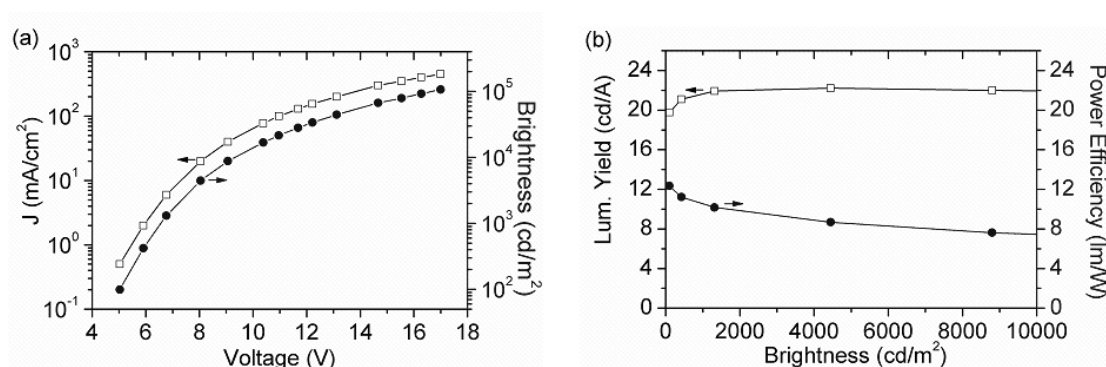 (a)
10³
10²
10¹
10⁰
10⁻¹
J (mA/cm²)
10⁵
10⁴
10³
10²
Brightness (cd/m²)
4 6 8 10 12 14 16 18
Voltage (V)
(b)
24
20
16
12
8
4
0
Lum. Yield (cd/A)
24
20
16
12
8
4
0
Power Efficiency (lm/W)
0 2000 4000 6000 8000 10000
Brightness (cd/m²)